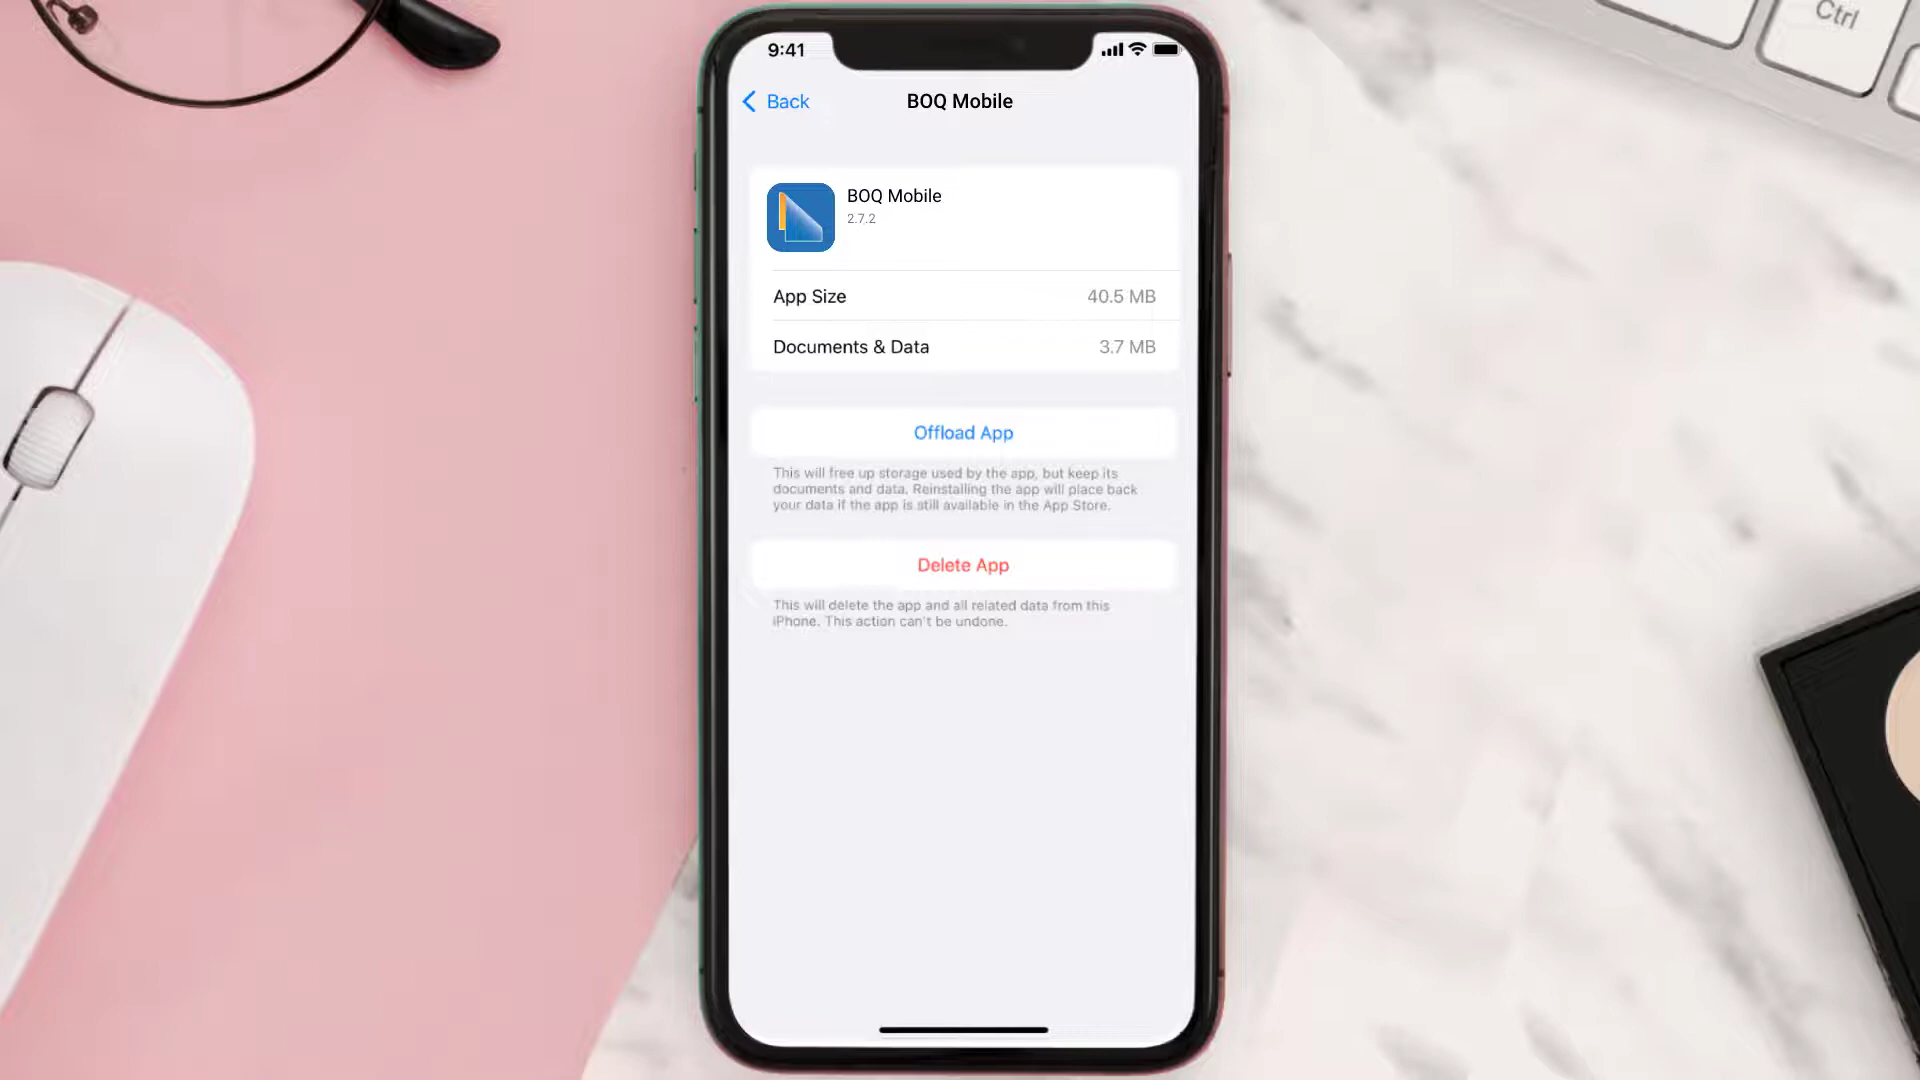 Ctrl
9:41
Back
BOQ Mobile
BOQ Mobile
2.7.2
App Size
40.5 MB
Documents & Data
3.7 MB
Offload App
This will free up storage used by the app, but keep its
documents and data. Reinstalling the app will place back
your data if the app is still available in the App Store.
Delete App
This will delete the app and all related data from this
iPhone. This action can't be undone.